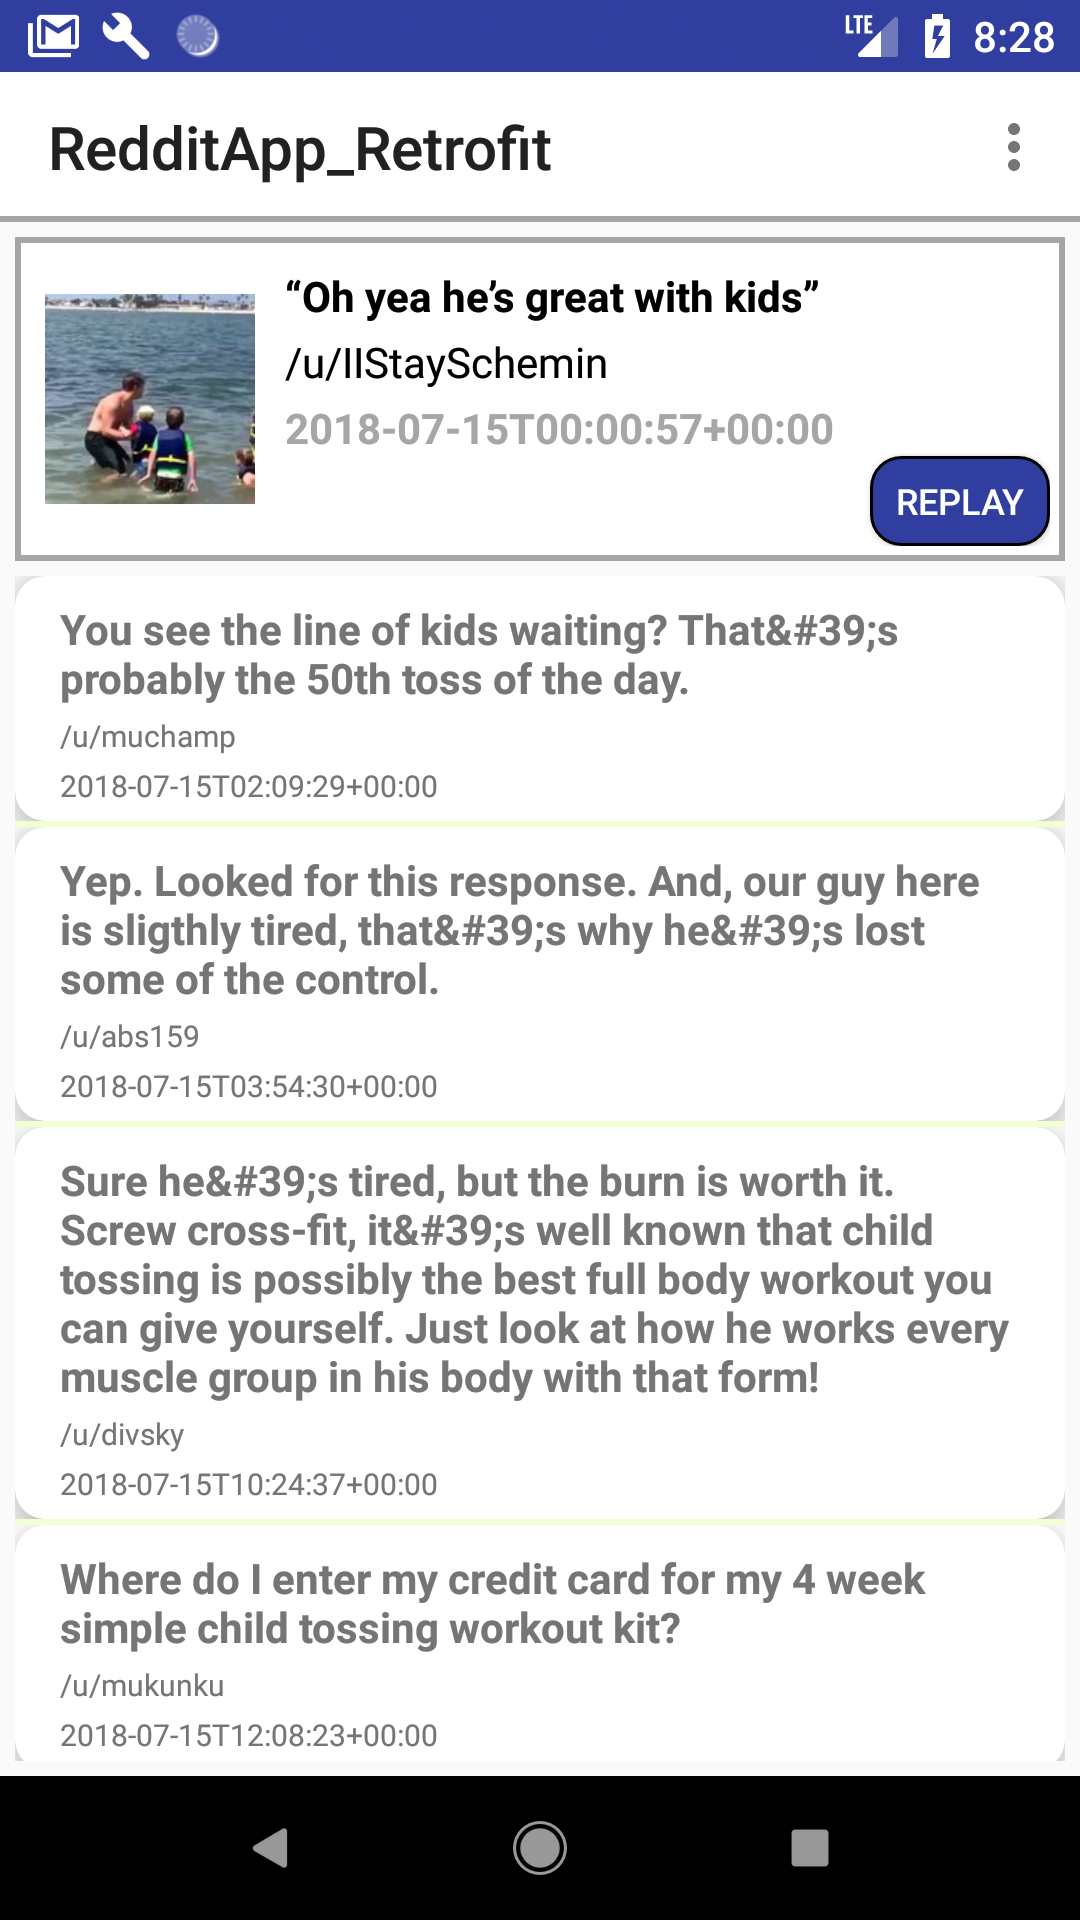 LTE 8:28
RedditApp_Retrofit
“Oh yea he’s great with kids”
/u/IIStaySchemin
2018-07-15T00:00:57+00:00
REPLAY
You see the line of kids waiting? That&#39;s
probably the 50th toss of the day.
/u/muchamp
2018-07-15T02:09:29+00:00
Yep. Looked for this response. And, our guy here
is sligthly tired, that&#39;s why he&#39;s lost
some of the control.
/u/abs159
2018-07-15T03:54:30+00:00
Sure he&#39;s tired, but the burn is worth it.
Screw cross-fit, it&#39;s well known that child
tossing is possibly the best full body workout you
can give yourself. Just look at how he works every
muscle group in his body with that form!
/u/divsky
2018-07-15T10:24:37+00:00
Where do I enter my credit card for my 4 week
simple child tossing workout kit?
/u/mukunku
2018-07-15T12:08:23+00:00